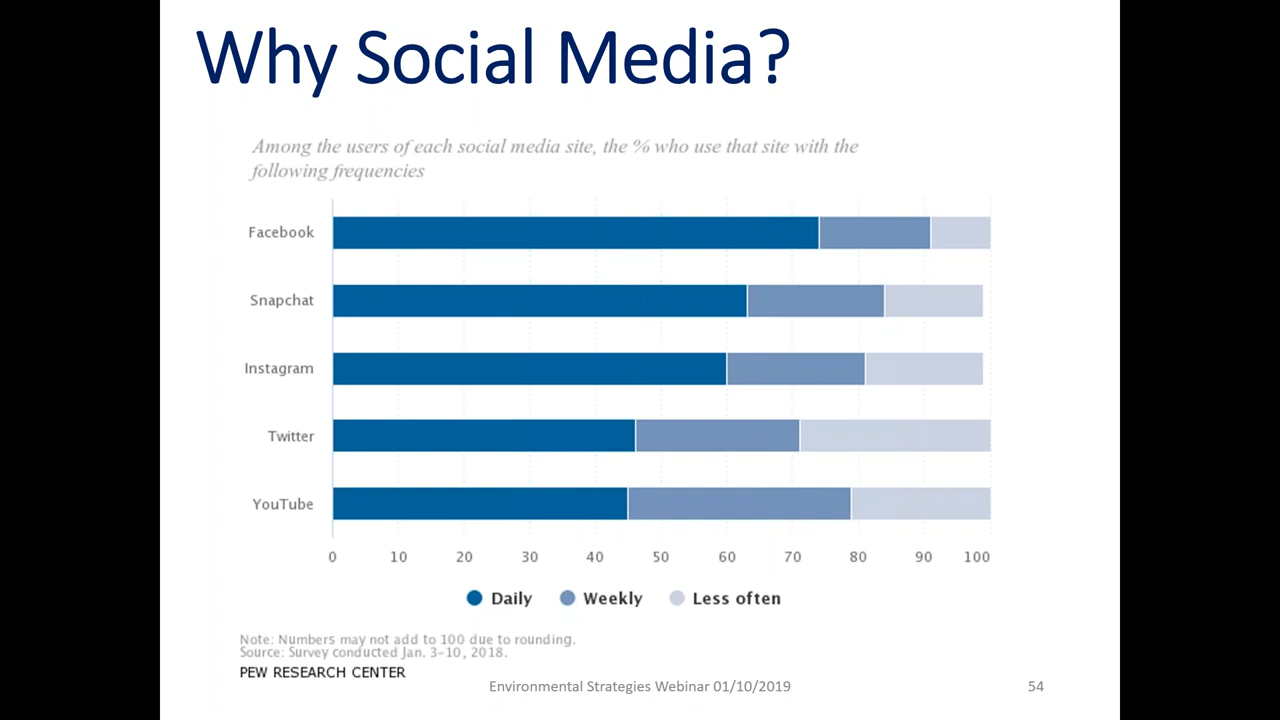 Why Social Media?
Among the users of each social media site, the % who use that site with the
following frequencies
Facebook
Snapchat
Instagram
Twitter
YouTube
0 10 20 30 40 50 60 70 80 90 100
Daily Weekly Less often
Note: Numbers may not add to 100 due to rounding.
Source: Survey conducted Jan. 3-10, 2018.
PEW RESEARCH CENTER
Environmental Strategies Webinar 01/10/2019 54